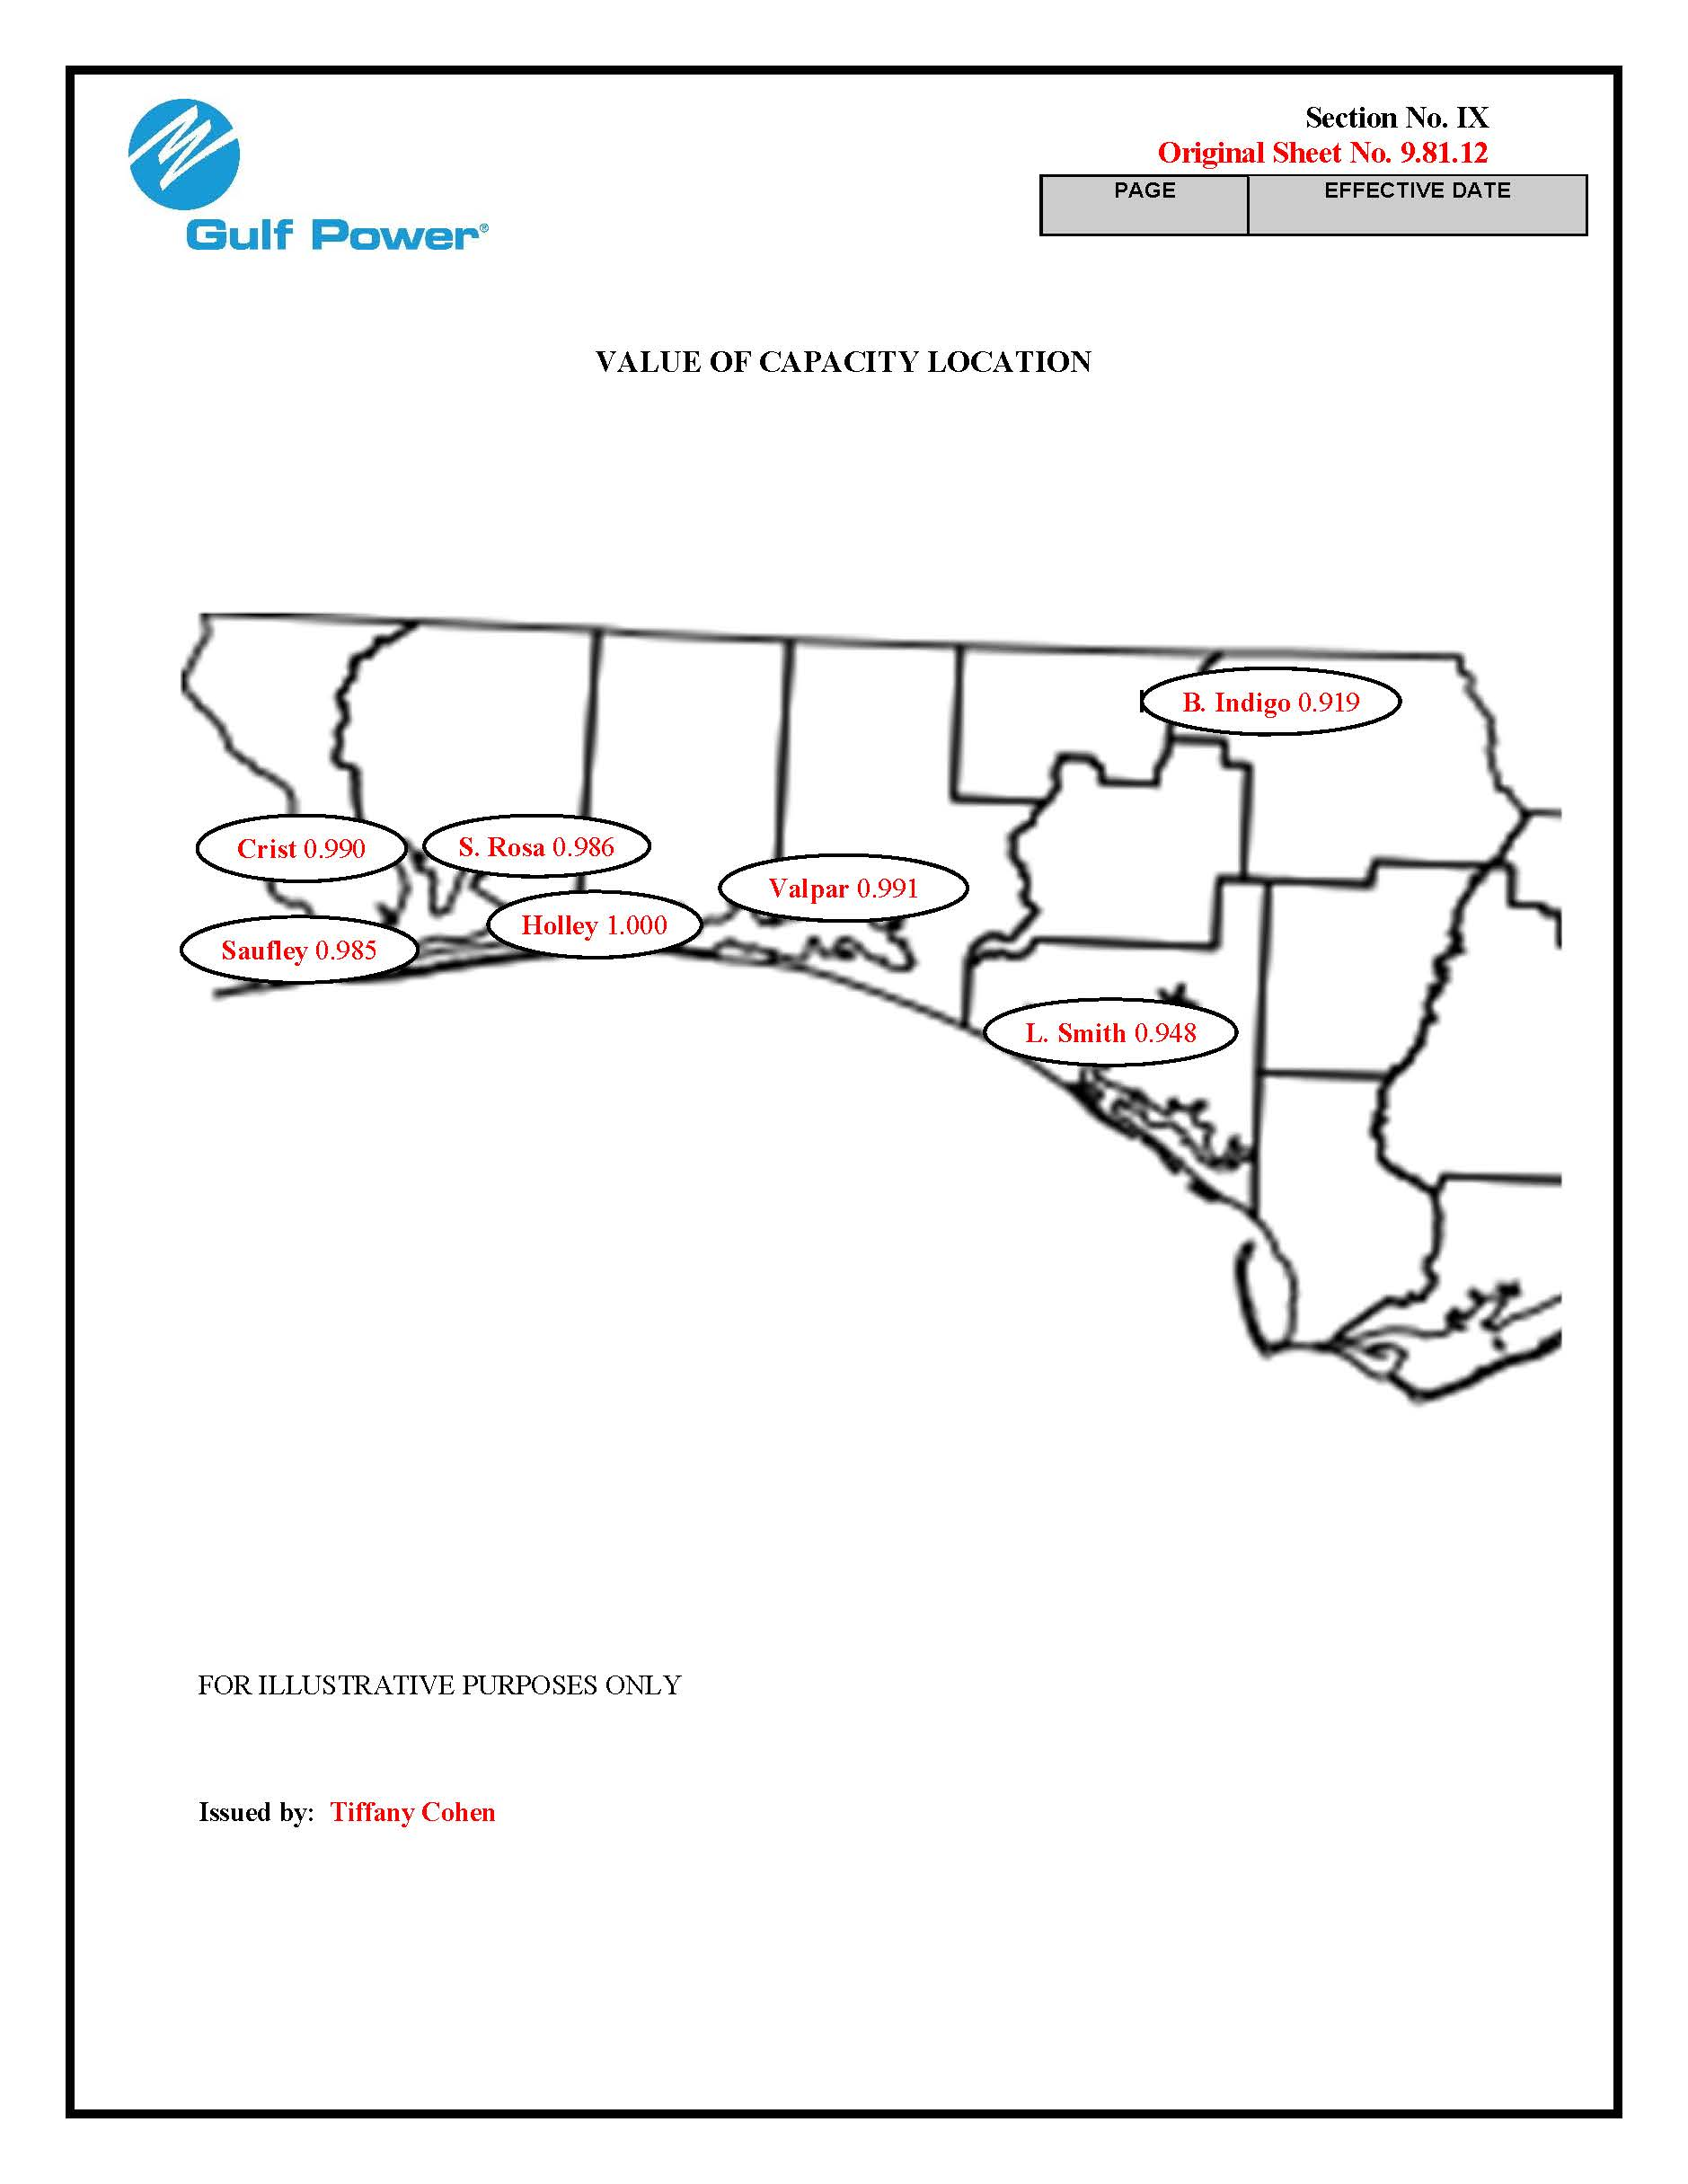 Gulf Power®
Section No. IX
Original Sheet No. 9.81.12
PAGE
EFFECTIVE DATE
VALUE OF CAPACITY LOCATION
B. Indigo 0.919
Crist 0.990
S. Rosa 0.986
Valpar 0.991
Holley 1.000
Saufley 0.985
L. Smith 0.948
FOR ILLUSTRATIVE PURPOSES ONLY
Issued by: Tiffany Cohen